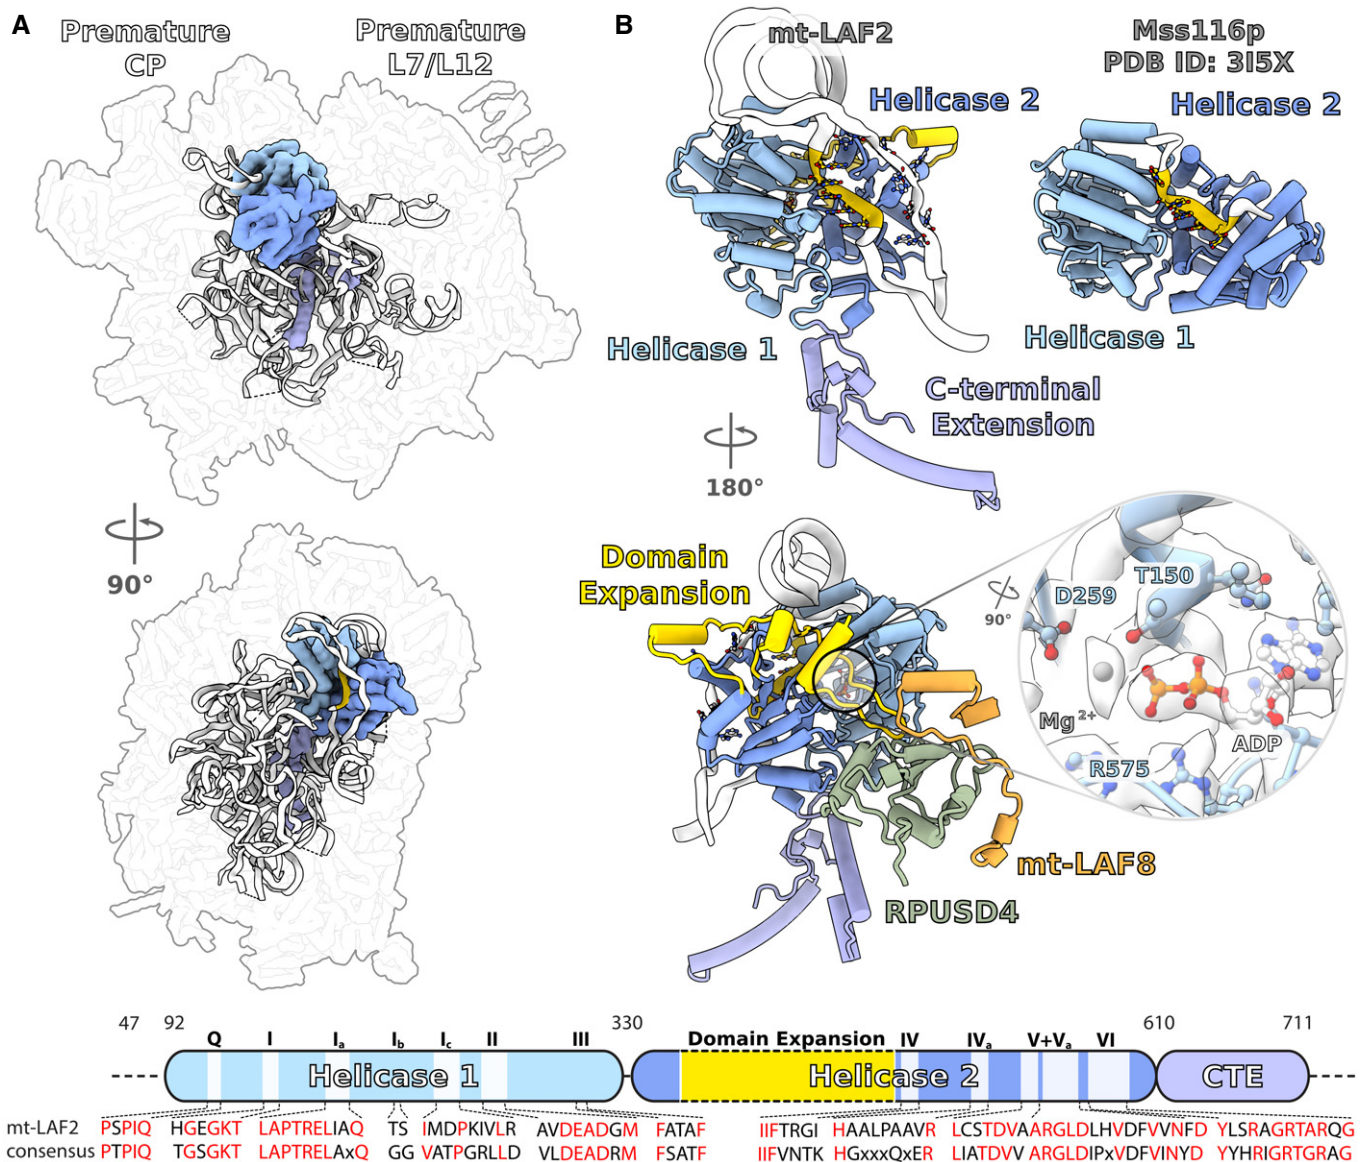 A
Premature
CP
Premature
L7/L12
90°
B
mt-LAF2
Mss116p
PDB ID: 3I5X
Helicase 2
Helicase 2
Helicase 1
Helicase 1
C-terminal
Extension
180°
Domain
Expansion
90°
D259
T150
Mg2+
ADP
R575
mt-LAF8
RPUSD4
47 92 330 610 711
Q I Ia Ib Ic II III Domain Expansion IV IVa V+Va VI
Helicase 1 Helicase 2 CTE
mt-LAF2 PSPIQ HGEGKT LAPTRELIAQ TS IMDPKIVLR AVDEADGM FATAF IIFTRGI HAALPAAVR LCSTDVAARGLDLHVDFVVNFD YLSRAGRTARQG
consensus PTPIQ TGSGKT LAPTRELAxQ GG VATPGRLLD VLDEADRM FSATF IIFVNTK HGxxxQxER LIATDVVARGLDIPxVDFVINYD YYHRIGRTGRAG